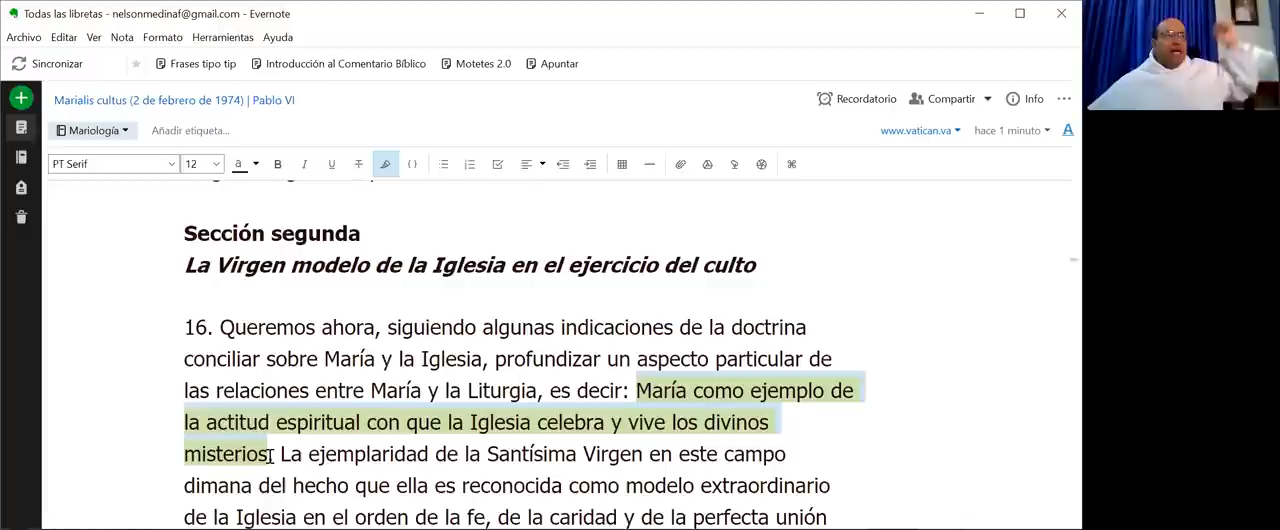 Todas las libretas - nelsonmedinaf@gmail.com - Evernote
Archivo Editar Ver Nota Formato Herramientas Ayuda
Sincronizar Frases tipo tip Introducción al Comentario Bíblico Motetes 2.0 Apuntar
Marialis cultus (2 de febrero de 1974) | Pablo VI Recordatorio Compartir Info
Mariología Añadir etiqueta... www.vatican.va hace 1 minuto
PT Serif 12
Sección segunda
La Virgen modelo de la Iglesia en el ejercicio del culto
16. Queremos ahora, siguiendo algunas indicaciones de la doctrina
conciliar sobre María y la Iglesia, profundizar un aspecto particular de
las relaciones entre María y la Liturgia, es decir: María como ejemplo de
la actitud espiritual con que la Iglesia celebra y vive los divinos
misterios. La ejemplaridad de la Santísima Virgen en este campo
dimana del hecho que ella es reconocida como modelo extraordinario
de la Iglesia en el orden de la fe, de la caridad y de la perfecta unión